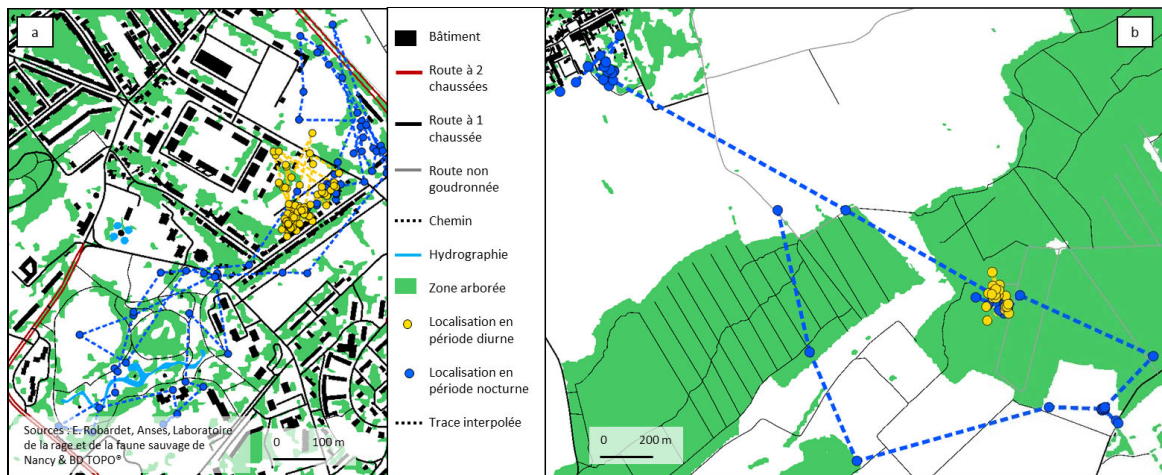 a
Bâtiment
Route à 2
chaussées
Route à 1
chaussée
Route non
goudronnée
Chemin
Hydrographie
Zone arborée
Localisation en
période diurne
Localisation en
période nocturne
Trace interpolée
Sources : E. Robardet, Anses, Laboratoire
de la rage et de la faune sauvage de
Nancy & BD TOPO®
0 100 m
b
0 200 m